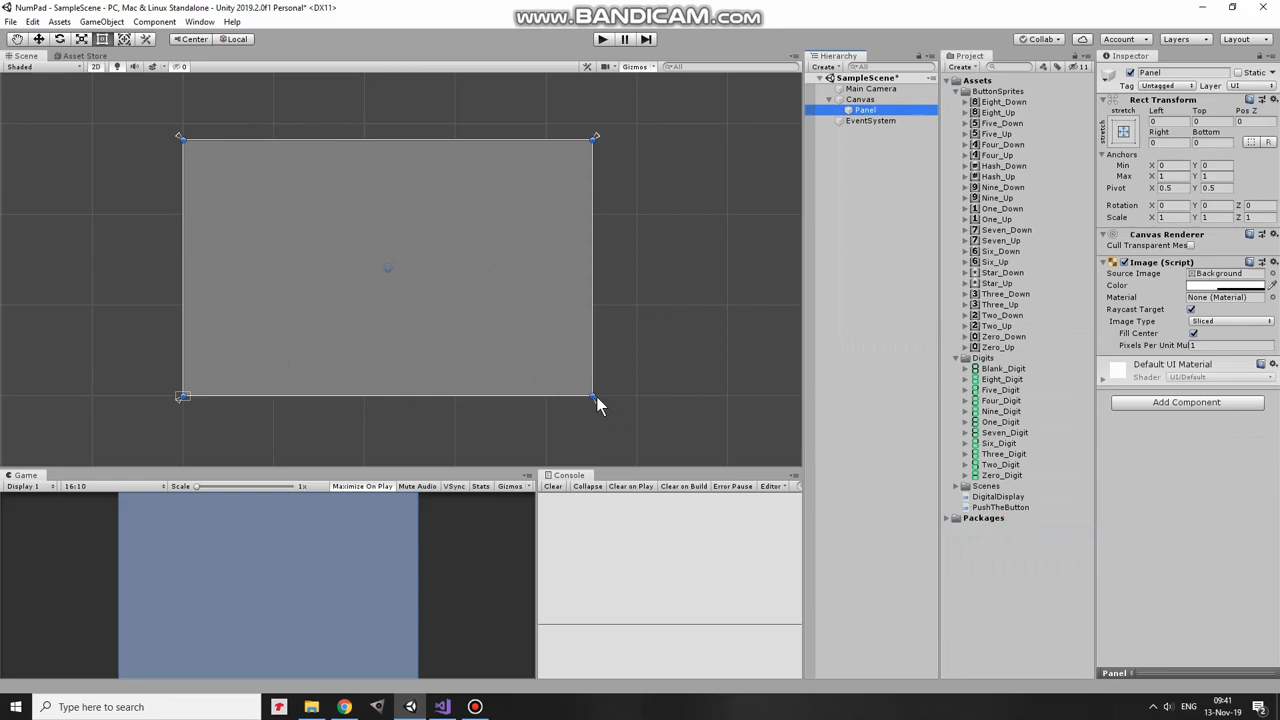 NumPad - SampleScene - PC, Mac & Linux Standalone - Unity 2019.2.0f1 Personal* <DX11>
www.BANDICAM.com
File Edit Assets GameObject Component Window Help
Center Local
Collab Account Layers Layout
Scene Asset Store
Shaded 2D 0 Gizmos All
Hierarchy
Create All
SampleScene*
Main Camera
Canvas
Panel
EventSystem
Project
Create 11
Assets
ButtonSprites
Eight_Down
Eight_Up
Five_Down
Five_Up
Four_Down
Four_Up
Hash_Down
Hash_Up
Nine_Down
Nine_Up
One_Down
One_Up
Seven_Down
Seven_Up
Six_Down
Six_Up
Star_Down
Star_Up
Three_Down
Three_Up
Two_Down
Two_Up
Zero_Down
Zero_Up
Digits
Blank_Digit
Eight_Digit
Five_Digit
Four_Digit
Nine_Digit
One_Digit
Seven_Digit
Six_Digit
Three_Digit
Two_Digit
Zero_Digit
Scenes
DigitalDisplay
PushTheButton
Packages
Inspector
Panel Static
Tag Untagged Layer UI
Rect Transform
stretch
stretch
Left Top Pos Z
0 0 0
Right Bottom
0 0 R
Anchors
Min X 0 Y 0
Max X 1 Y 1
Pivot X 0.5 Y 0.5
Rotation X 0 Y 0 Z 0
Scale X 1 Y 1 Z 1
Canvas Renderer
Cull Transparent Mes
Image (Script)
Source Image Background
Color
Material None (Material)
Raycast Target
Image Type Sliced
Fill Center
Pixels Per Unit Mul 1
Default UI Material
Shader UI/Default
Add Component
Panel
Game
Display 1 16:10 Scale 1x Maximize On Play Mute Audio VSync Stats Gizmos
Console
Clear Collapse Clear on Play Clear on Build Error Pause Editor
Type here to search
ENG
09:41
13-Nov-19
2